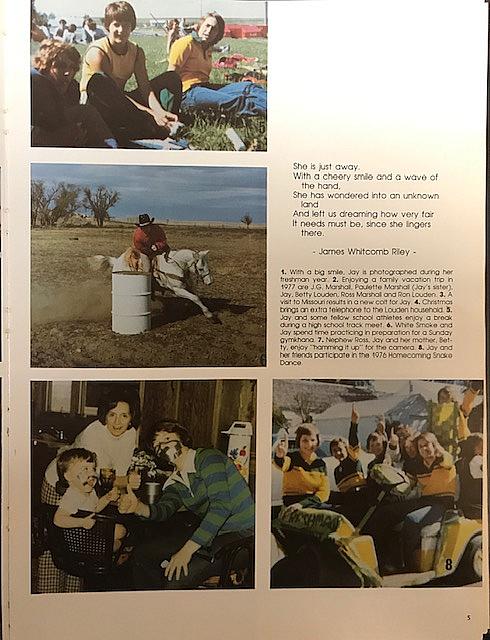 She is just away.
With a cheery smile and a wave of
the hand,
She has wondered into an unknown
land
And left us dreaming how very fair
It needs must be, since she lingers
there.
- James Whitcomb Riley -
1. With a big smile, Jay is photographed during her
freshman year. 2. Enjoying a family vacation trip in
1977 are J.G. Marshall, Paulette Marshall (Jay's sister),
Jay, Betty Louden, Ross Marshall and Ron Louden. 3. A
visit to Missouri results in a new colt for Jay. 4. Christmas
brings an extra telephone to the Louden household. 5.
Jay and some fellow school athletes enjoy a break
during a high school track meet. 6. White Smoke and
Jay spend time practicing in preparation for a Sunday
gymkhana. 7. Nephew Ross, Jay and her mother, Bet-
ty, enjoy "hamming it up" for the camera. 8. Jay and
her friends participate in the 1976 Homecoming Snake
Dance.
FRESHMAN
8
5